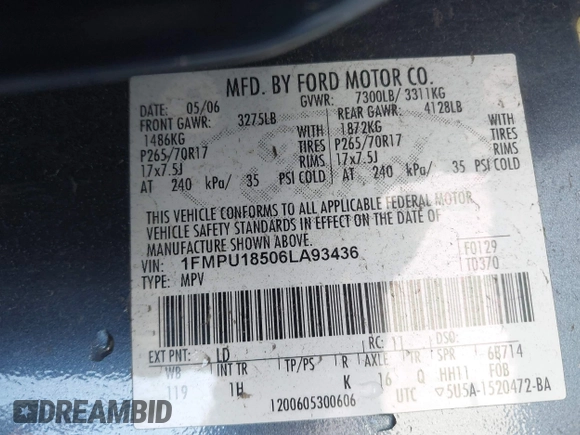 MFD. BY FORD MOTOR CO.
DATE: 05/06 GVWR: 7300LB/ 3311KG
FRONT GAWR: 3275LB REAR GAWR: 4128LB
1486KG WITH 1872KG WITH
P265/70R17 TIRES P265/70R17 TIRES
17x7.5J RIMS 17x7.5J RIMS
AT 240 kPa/ 35 PSI COLD AT 240 kPa/ 35 PSI COLD
THIS VEHICLE CONFORMS TO ALL APPLICABLE FEDERAL MOTOR
VEHICLE SAFETY STANDARDS IN EFFECT ON THE DATE OF
MANUFACTURE SHOWN ABOVE.
VIN: 1FMPU18506LA93436 F0129
TYPE: MPV T0370
EXT PNT: LD RC: 11 DSO:
WB INT TR TP/PS R AXLE TR SPR 6B714
119 1H K 16 Q HH11 FOB
1200605300606 UTC ▽5U5A-1520472-BA
DREAMBID DREAMBID